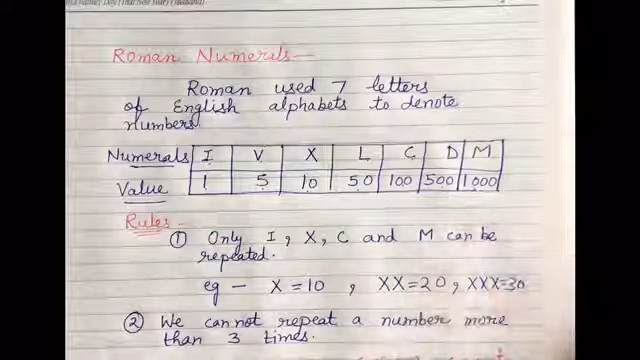 Roman Numerals
Roman used 7 letters
of English alphabets to denote
numbers
Numerals I V X L C D M
Value 1 5 10 50 100 500 1000
Rules -
① Only I, X, C and M can be
repeated.
eg - X = 10 , XX = 20, XXX=30
② We cannot repeat a number more
than 3 times.